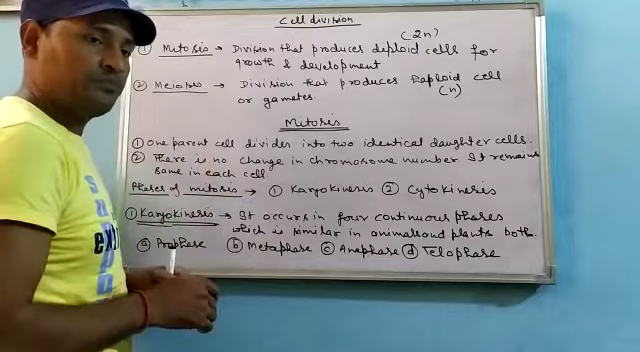 Cell division
(2n)
① Mitosis → Division that produces deploid cells for
growth & development
② Meiosis → Division that produces Haploid cell
or gametes. (n)
Mitosis
① One parent cell divides into two identical daughter cells.
② There is no change in chromosome number It remains
same in each cell.
Phases of mitosis → ① Karyokinesis ② Cytokinesis
① Karyokinesis → It occurs in four continuous phases
which is similar in animals and plants both.
ⓐ Prophase ⓑ Metaphase ⓒ Anaphase ⓓ Telophase